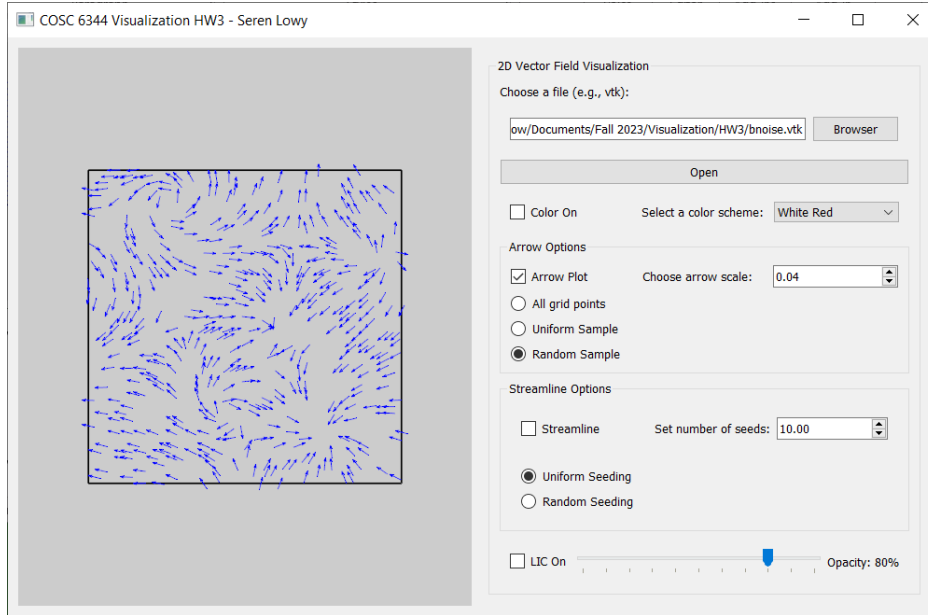 COSC 6344 Visualization HW3 - Seren Lowy
2D Vector Field Visualization
Choose a file (e.g., vtk):
ow/Documents/Fall 2023/Visualization/HW3/bnoise.vtk
Browser
Open
Color On
Select a color scheme:
White Red
Arrow Options
Arrow Plot
Choose arrow scale:
0.04
All grid points
Uniform Sample
Random Sample
Streamline Options
Streamline
Set number of seeds:
10.00
Uniform Seeding
Random Seeding
LIC On
Opacity: 80%